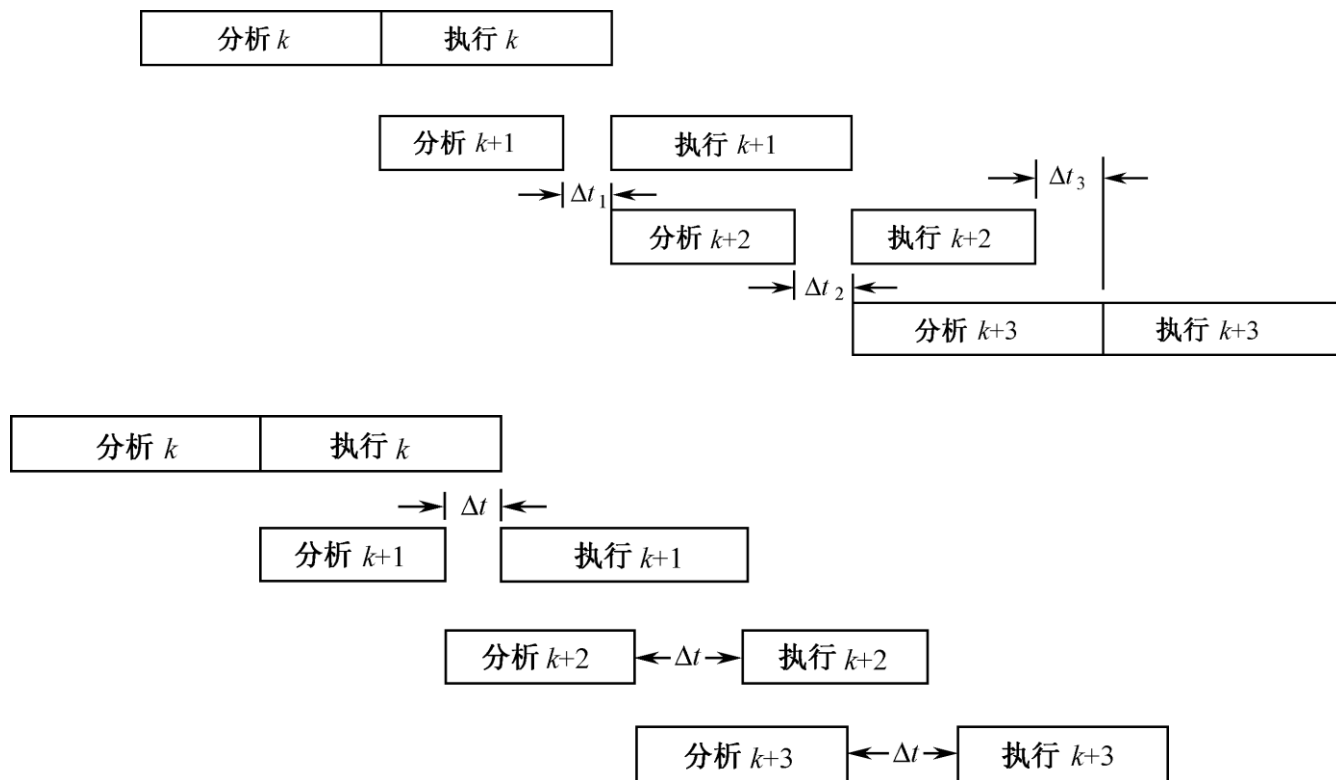 分析 k 执行 k
分析 k+1 执行 k+1
Δt₁ Δt₃
分析 k+2 执行 k+2
Δt₂
分析 k+3 执行 k+3
分析 k 执行 k
Δt
分析 k+1 执行 k+1
分析 k+2 Δt 执行 k+2
分析 k+3 Δt 执行 k+3